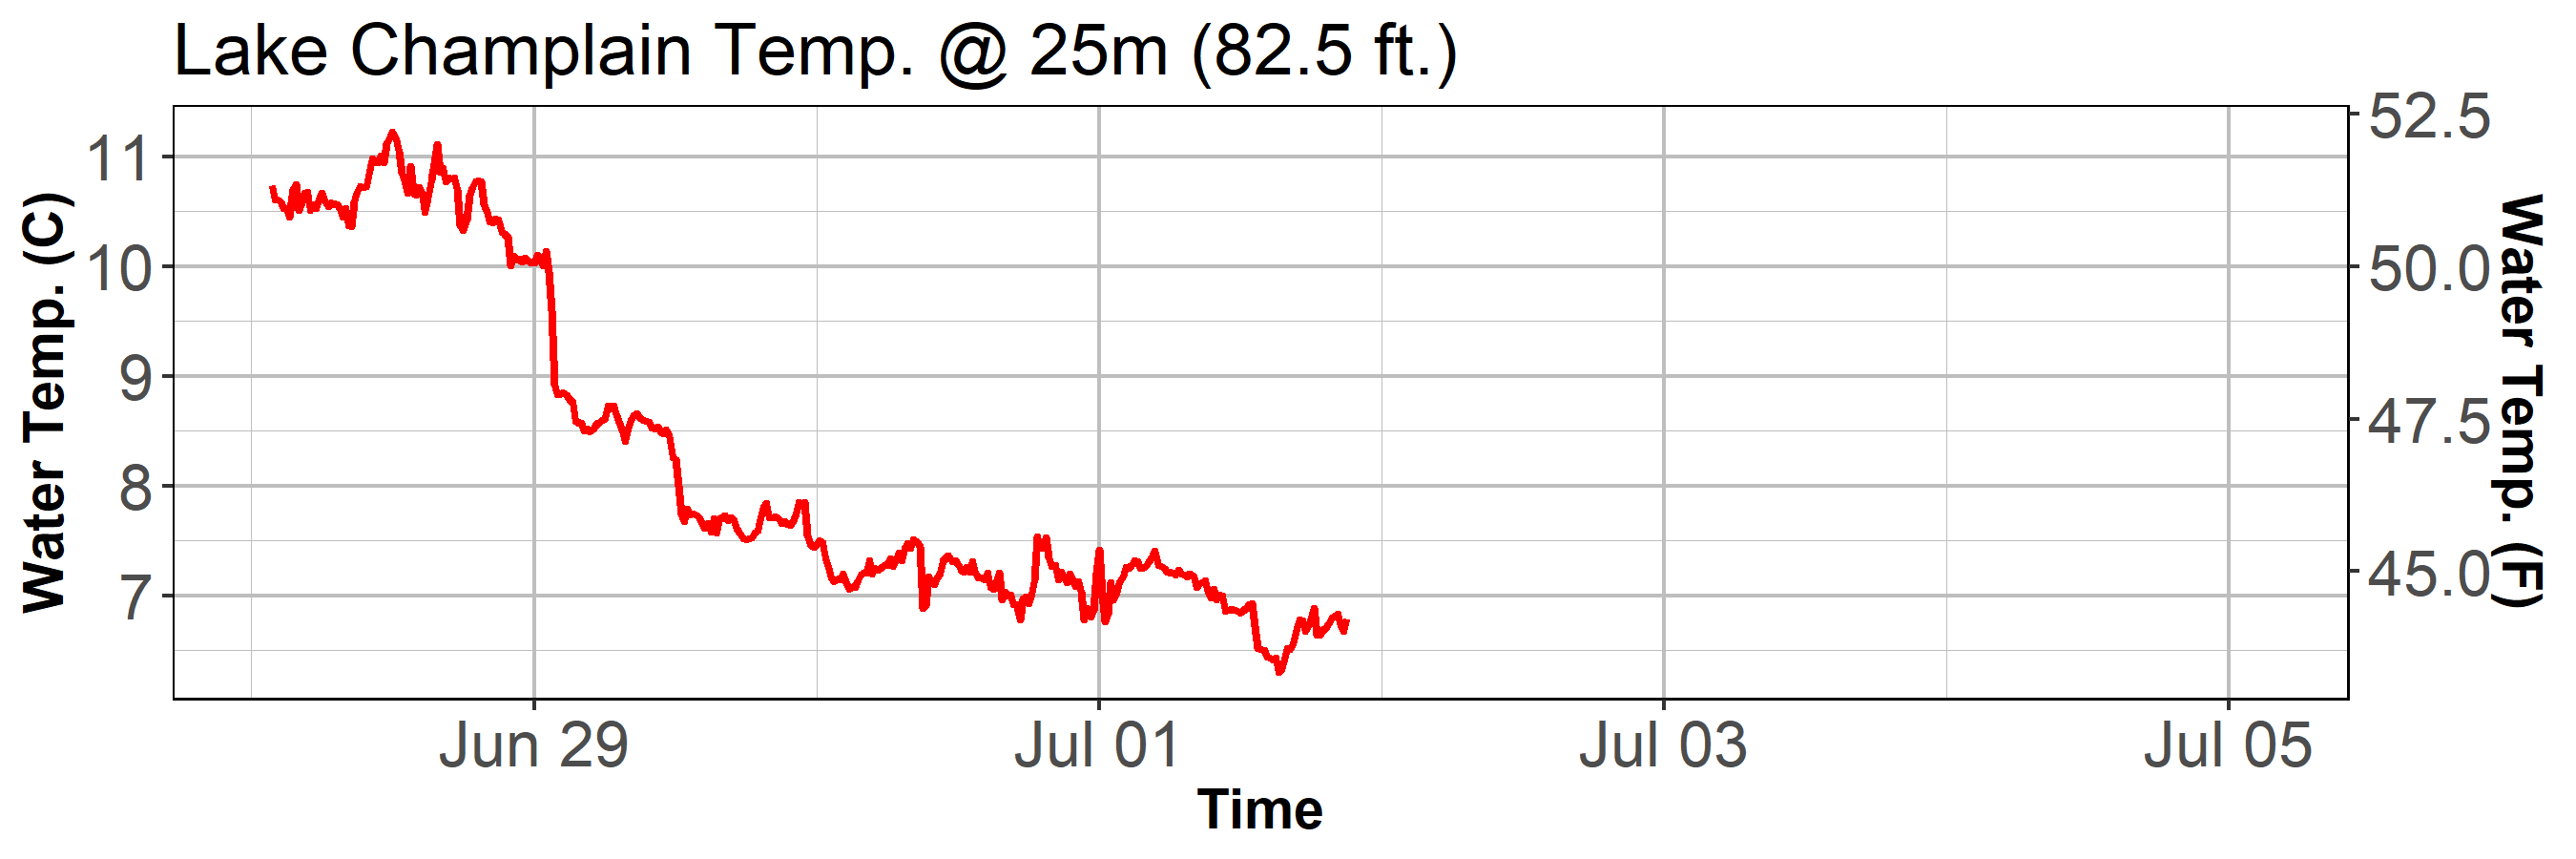 Lake Champlain Temp. @ 25m (82.5 ft.)
Water Temp. (C)
11
10
9
8
7
52.5
50.0
47.5
45.0
Water Temp. (F)
Jun 29
Jul 01
Jul 03
Jul 05
Time